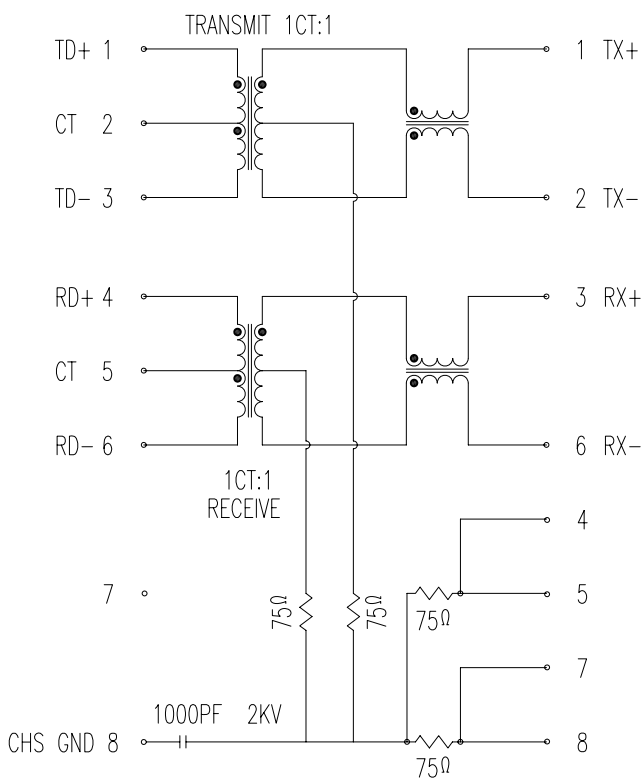 TRANSMIT 1CT:1
TD+ 1
1 TX+
CT 2
TD- 3
2 TX-
RD+ 4
3 RX+
CT 5
RD- 6
6 RX-
1CT:1
RECEIVE
4
7
75Ω
75Ω
75Ω
5
7
1000PF 2KV
CHS GND 8
8
75Ω